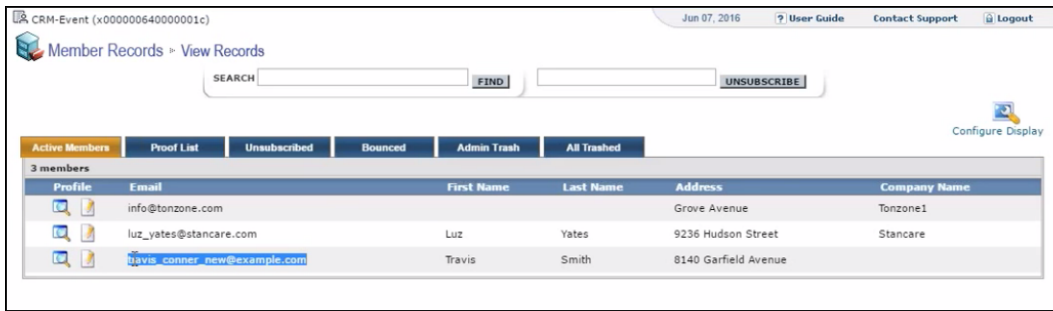 CRM-Event (x000000640000001c) Jun 07, 2016 ? User Guide Contact Support Logout
Member Records » View Records
SEARCH FIND UNSUBSCRIBE
Configure Display
Active Members Proof List Unsubscribed Bounced Admin Trash All Trashed
3 members
Profile Email First Name Last Name Address Company Name
info@tonzone.com Grove Avenue Tonzone1
luz_yates@stancare.com Luz Yates 9236 Hudson Street Stancare
travis_conner_new@example.com Travis Smith 8140 Garfield Avenue